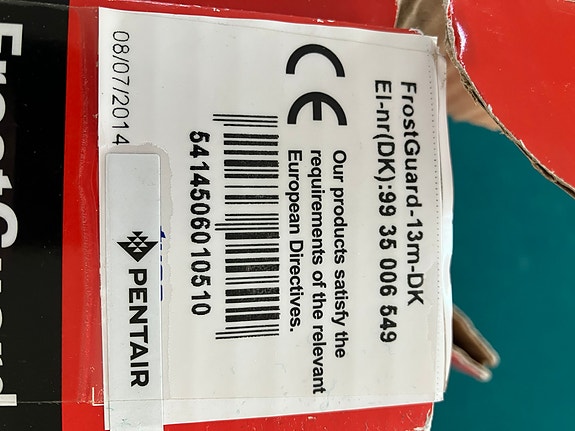 FrostGuard-13m-DK
El-nr(DK):99 35 006 549
CE
Our products satisfy the
requirements of the relevant
European Directives.
5414506010510
08/07/2014
PENTAIR
FrostGuard